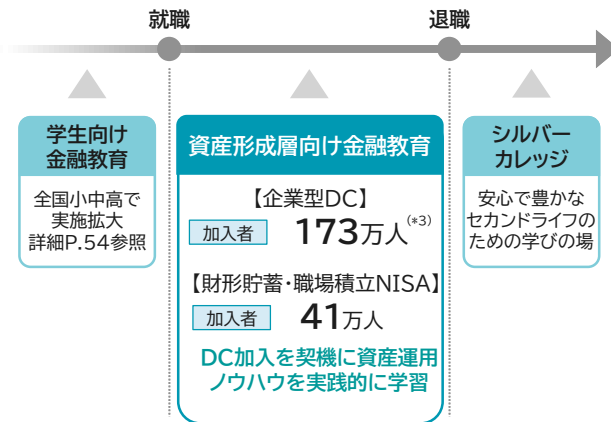 就職
退職
学生向け
金融教育
全国小中高で
実施拡大
詳細P.54参照
資産形成層向け金融教育
【企業型DC】
加入者 173万人(*3)
【財形貯蓄・職場積立NISA】
加入者 41万人
DC加入を契機に資産運用
ノウハウを実践的に学習
シルバー
カレッジ
安心で豊かな
セカンドライフの
ための学びの場